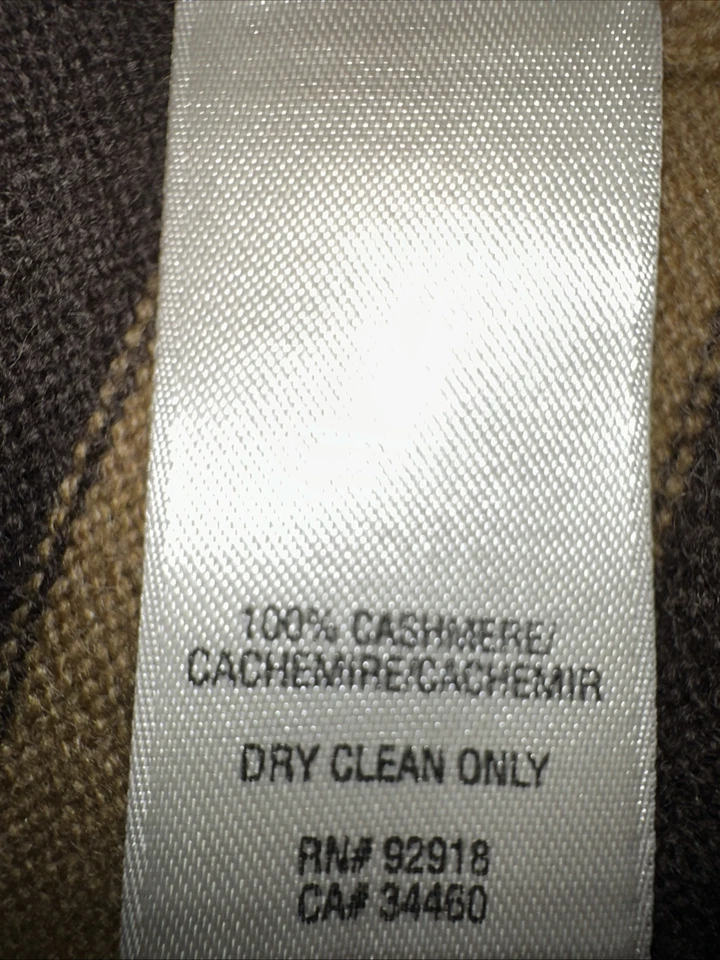 100% CASHMERE/
CACHEMIRE/CACHEMIR
DRY CLEAN ONLY
RN# 92918
CA# 34460